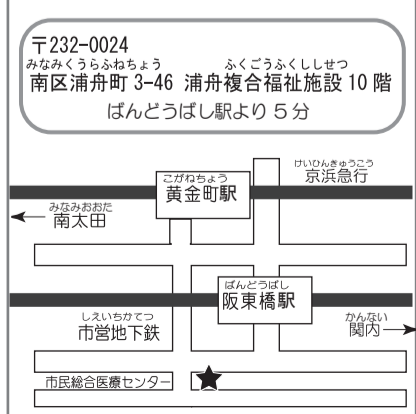 〒232-0024
みなみくうらふねちょう ふくごうふくししせつ
南区浦舟町 3-46 浦舟複合福祉施設 10 階
ばんどうばし駅より 5 分
けいひんきゅうこう
京浜急行
こがねちょう
黄金町駅
みなみおおた
← 南太田
ばんどうばし
阪東橋駅
しえいちかてつ
市営地下鉄
かんない
関内 →
市民総合医療センター ★